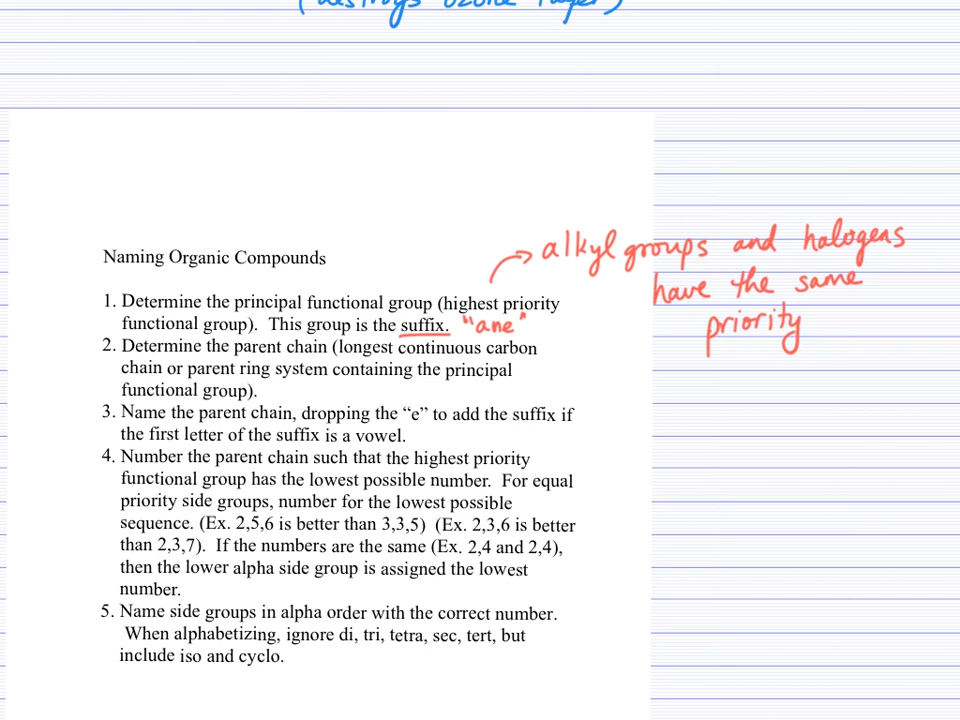 (destroys ozone layer)
Naming Organic Compounds
alkyl groups and halogens
have the same
priority
1. Determine the principal functional group (highest priority
functional group). This group is the suffix. "ane"
2. Determine the parent chain (longest continuous carbon
chain or parent ring system containing the principal
functional group).
3. Name the parent chain, dropping the “e” to add the suffix if
the first letter of the suffix is a vowel.
4. Number the parent chain such that the highest priority
functional group has the lowest possible number. For equal
priority side groups, number for the lowest possible
sequence. (Ex. 2,5,6 is better than 3,3,5) (Ex. 2,3,6 is better
than 2,3,7). If the numbers are the same (Ex. 2,4 and 2,4),
then the lower alpha side group is assigned the lowest
number.
5. Name side groups in alpha order with the correct number.
When alphabetizing, ignore di, tri, tetra, sec, tert, but
include iso and cyclo.